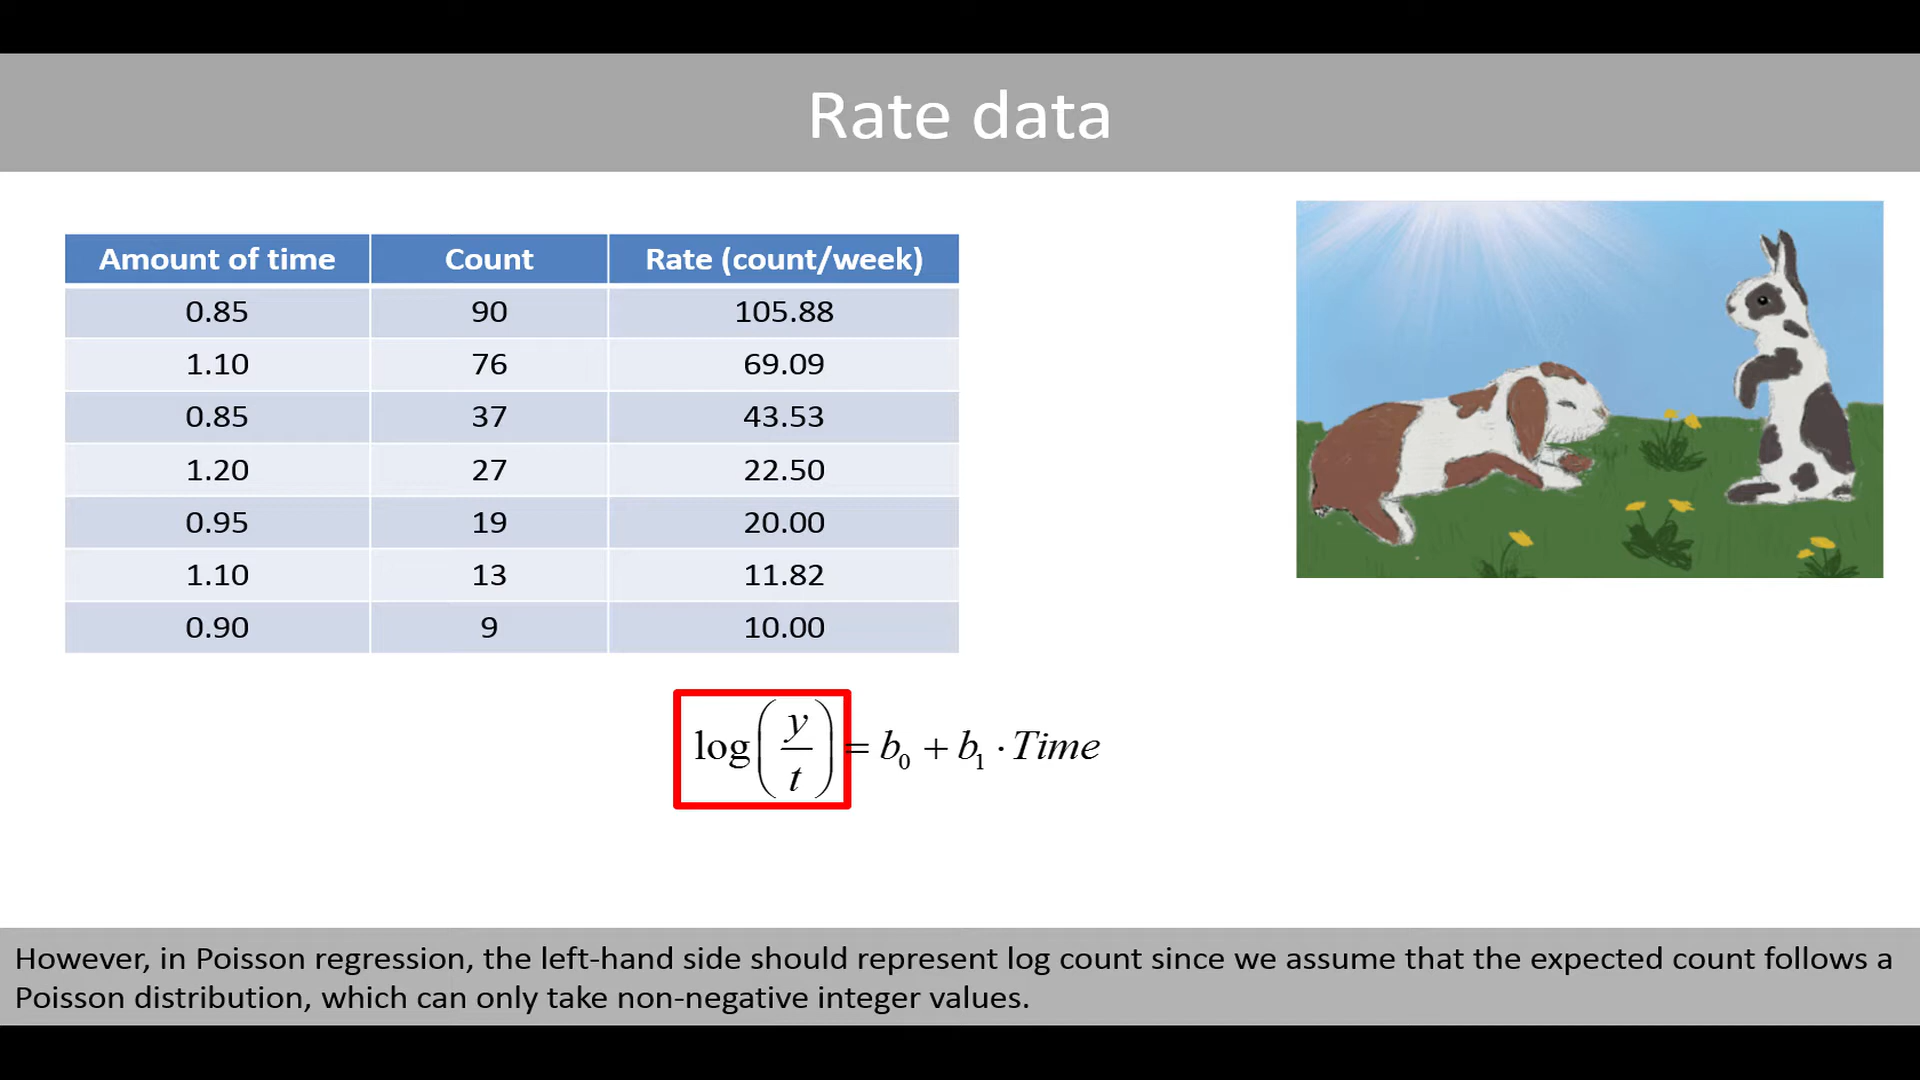 Rate data
Amount of time Count Rate (count/week)
0.85 90 105.88
1.10 76 69.09
0.85 37 43.53
1.20 27 22.50
0.95 19 20.00
1.10 13 11.82
0.90 9 10.00
log(y/t) = b₀ + b₁ · Time
However, in Poisson regression, the left-hand side should represent log count since we assume that the expected count follows a
Poisson distribution, which can only take non-negative integer values.